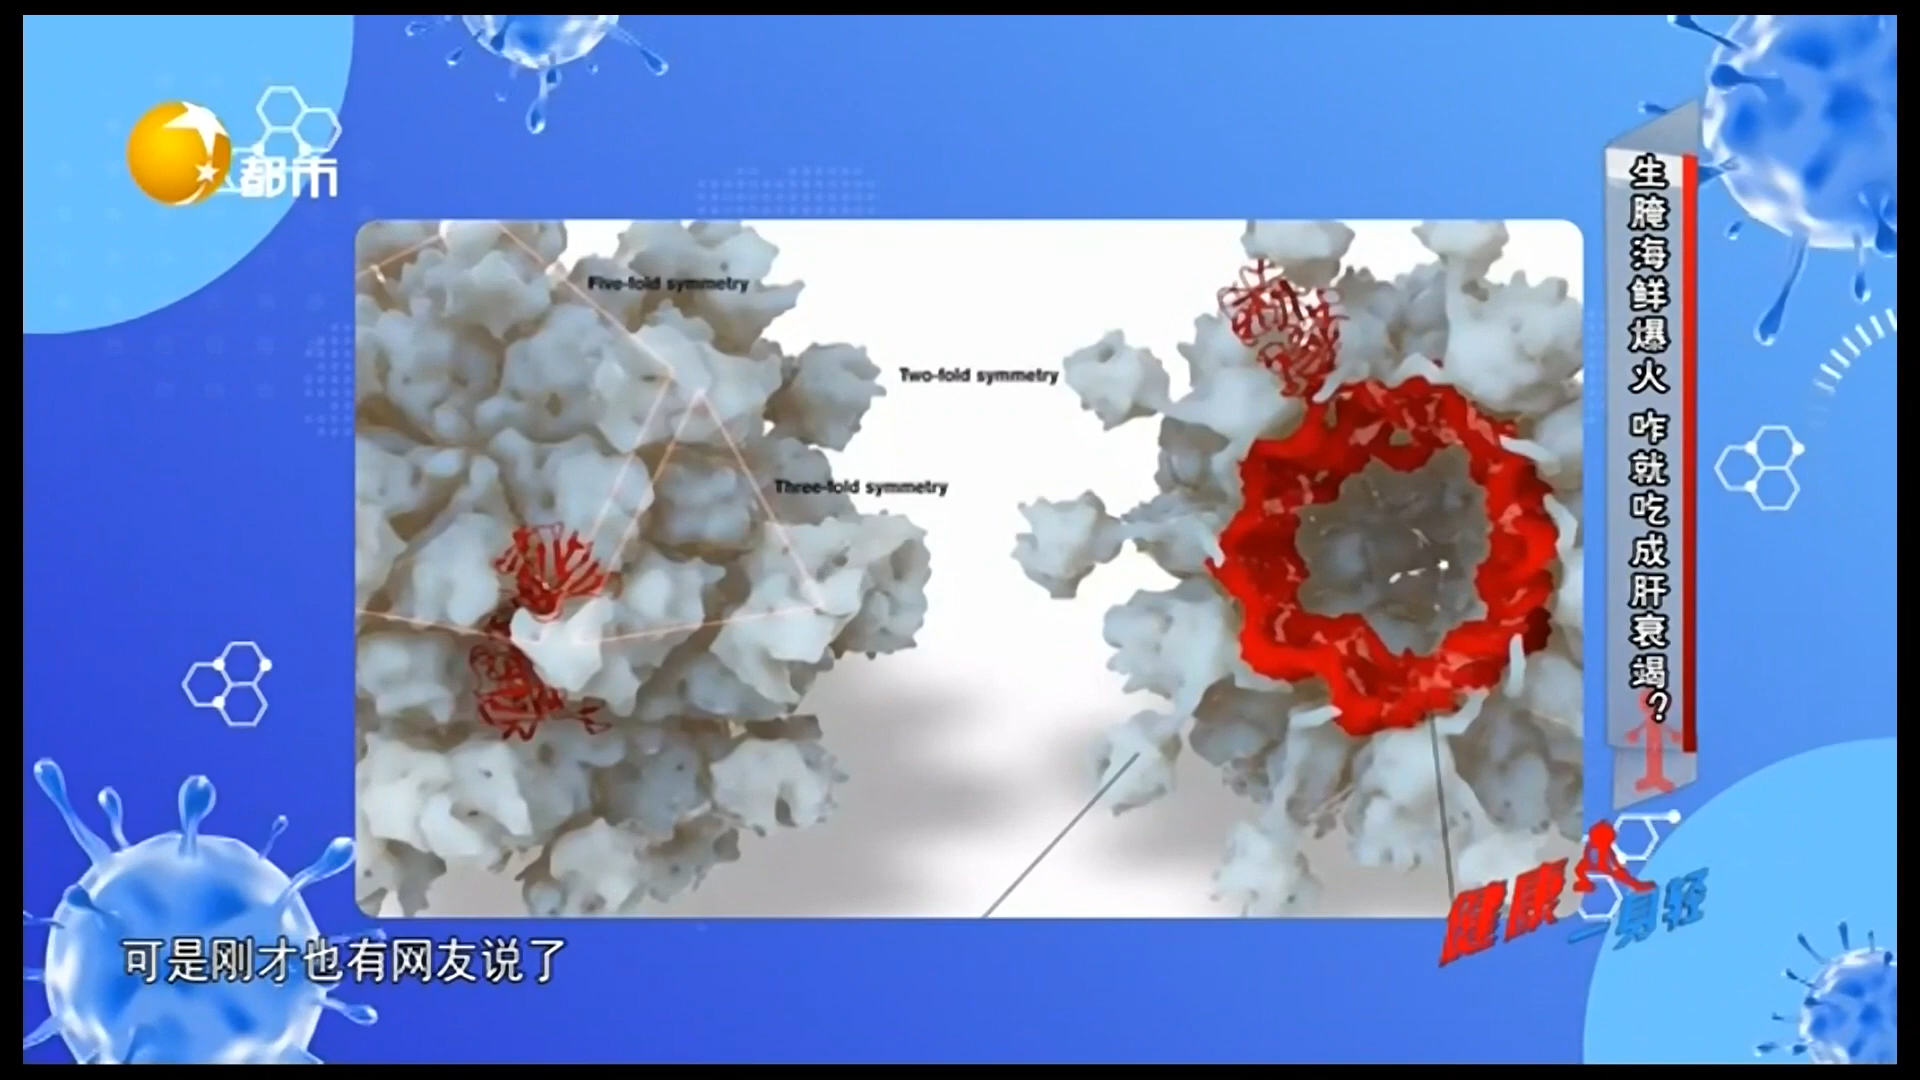 都市
Five-fold symmetry
Two-fold symmetry
Three-fold symmetry
生腌海鲜爆火 咋就吃成肝衰竭?
健康一身轻
可是刚才也有网友说了